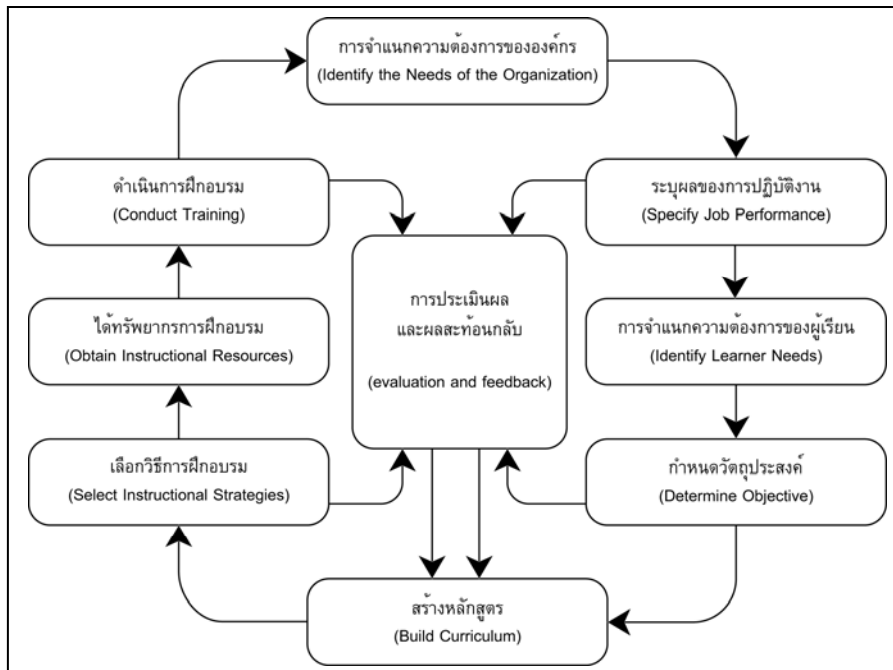 การจำแนกความต้องการขององค์กร
(Identify the Needs of the Organization)
ดำเนินการฝึกอบรม
(Conduct Training)
ระบุผลของการปฏิบัติงาน
(Specify Job Performance)
การประเมินผล
และผลสะท้อนกลับ
(evaluation and feedback)
ได้ทรัพยากรการฝึกอบรม
(Obtain Instructional Resources)
การจำแนกความต้องการของผู้เรียน
(Identify Learner Needs)
เลือกวิธีการฝึกอบรม
(Select Instructional Strategies)
กำหนดวัตถุประสงค์
(Determine Objective)
สร้างหลักสูตร
(Build Curriculum)